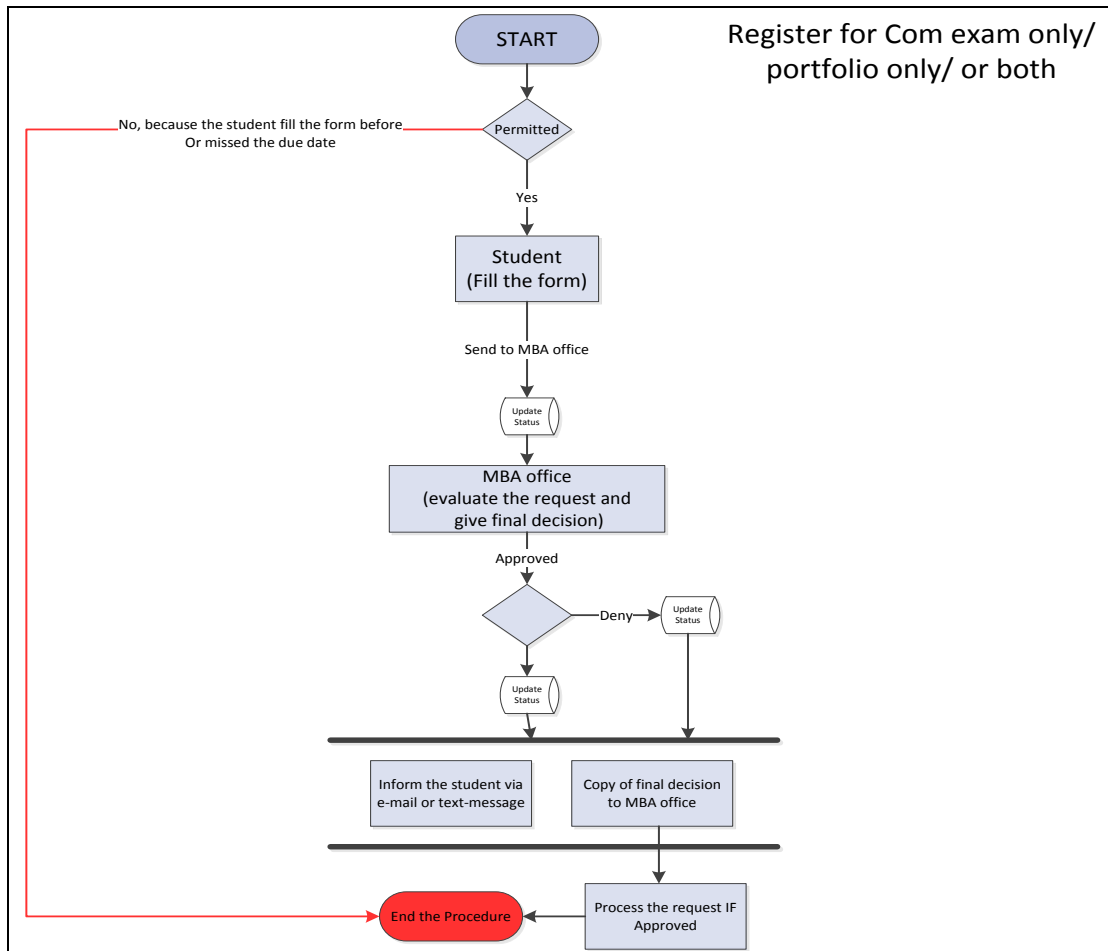 START
Register for Com exam only/
portfolio only/ or both
No, because the student fill the form before
Or missed the due date
Permitted
Yes
Student
(Fill the form)
Send to MBA office
Update
Status
MBA office
(evaluate the request and
give final decision)
Approved
Deny
Update
Status
Update
Status
Inform the student via
e-mail or text-message
Copy of final decision
to MBA office
End the Procedure
Process the request IF
Approved